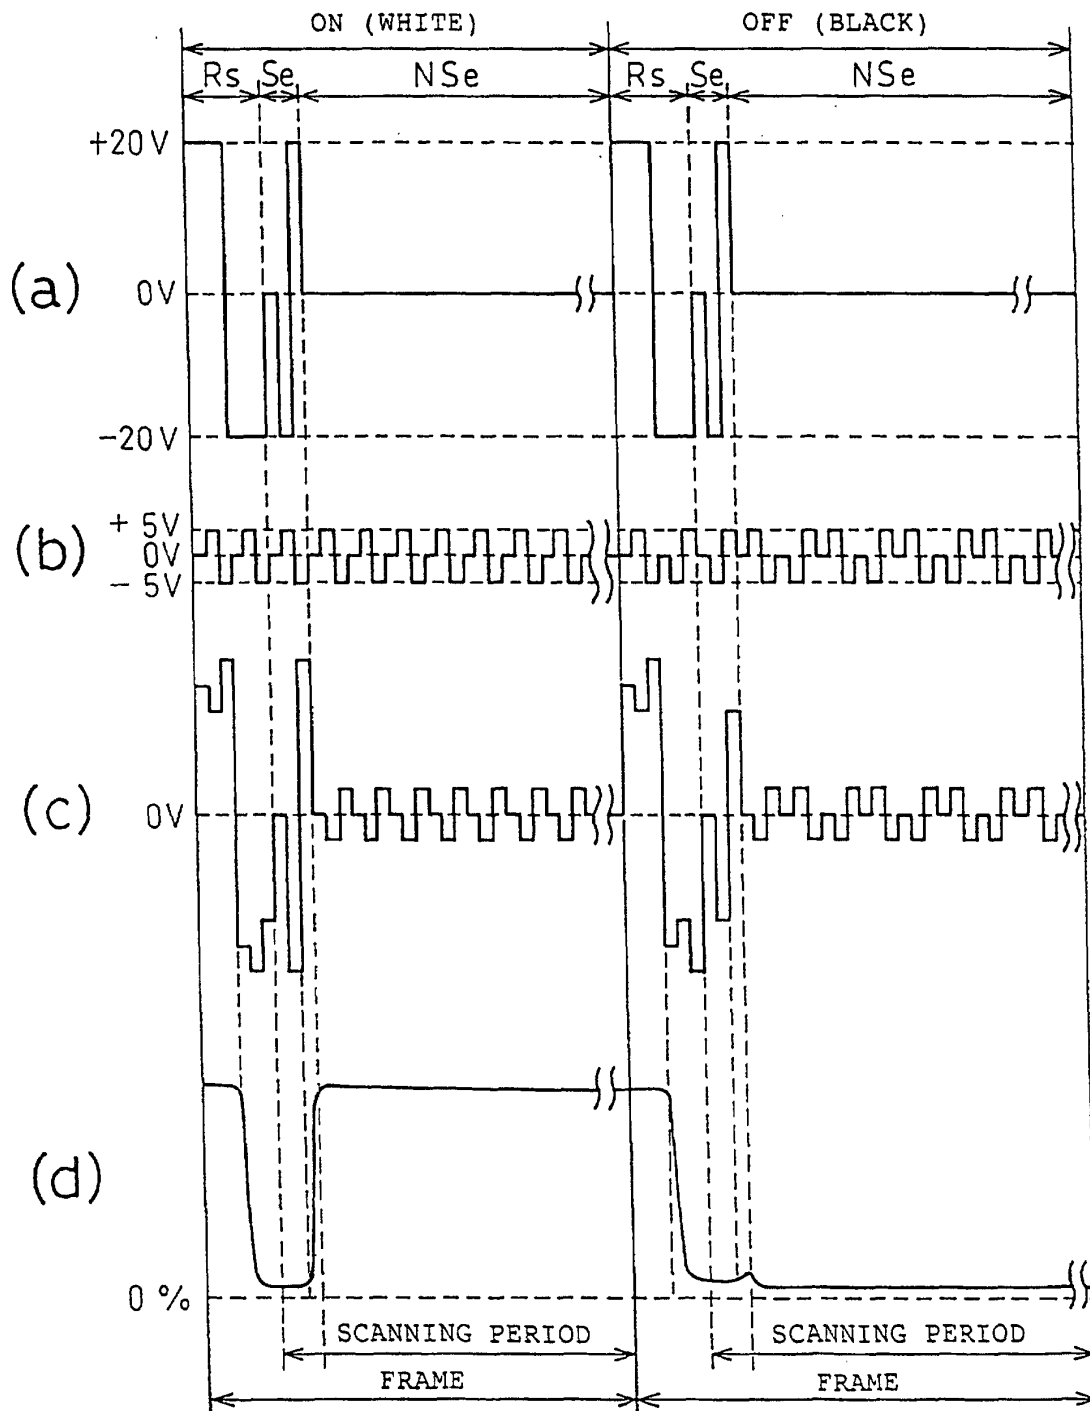 ON (WHITE) OFF (BLACK)
Rs Se NSe Rs Se NSe
+20V
(a)
0V
-20V
(b)
+ 5V
0V
- 5V
(c)
0V
(d)
0 %
SCANNING PERIOD SCANNING PERIOD
FRAME FRAME